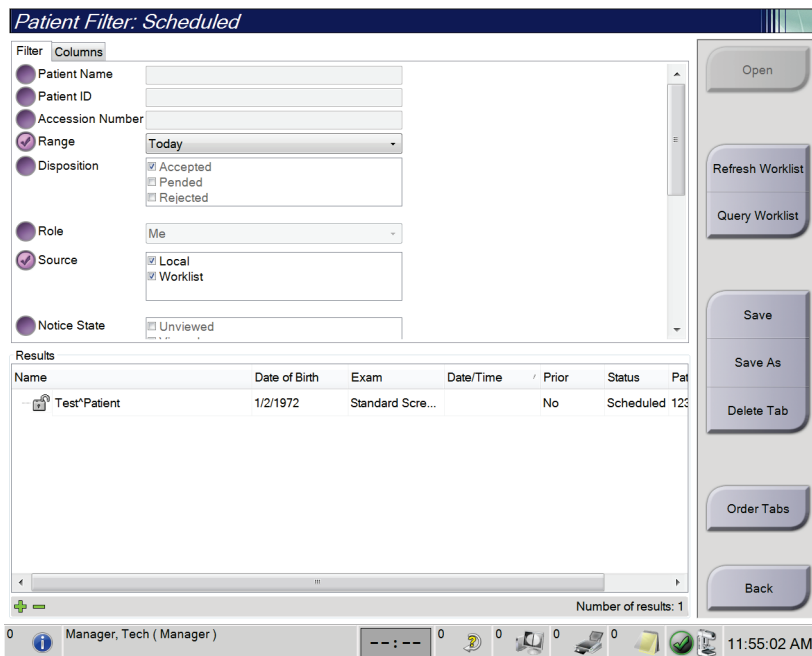 Patient Filter: Scheduled
Filter Columns
Patient Name
Patient ID
Accession Number
Range Today
Disposition Accepted
Pended
Rejected
Role Me
Source Local
Worklist
Notice State Unviewed
Open
Refresh Worklist
Query Worklist
Save
Save As
Delete Tab
Order Tabs
Back
Results
Name Date of Birth Exam Date/Time Prior Status Pat
Test^Patient 1/2/1972 Standard Scre... No Scheduled 123
Number of results: 1
0 Manager, Tech ( Manager ) --:-- 0 0 0 0 11:55:02 AM